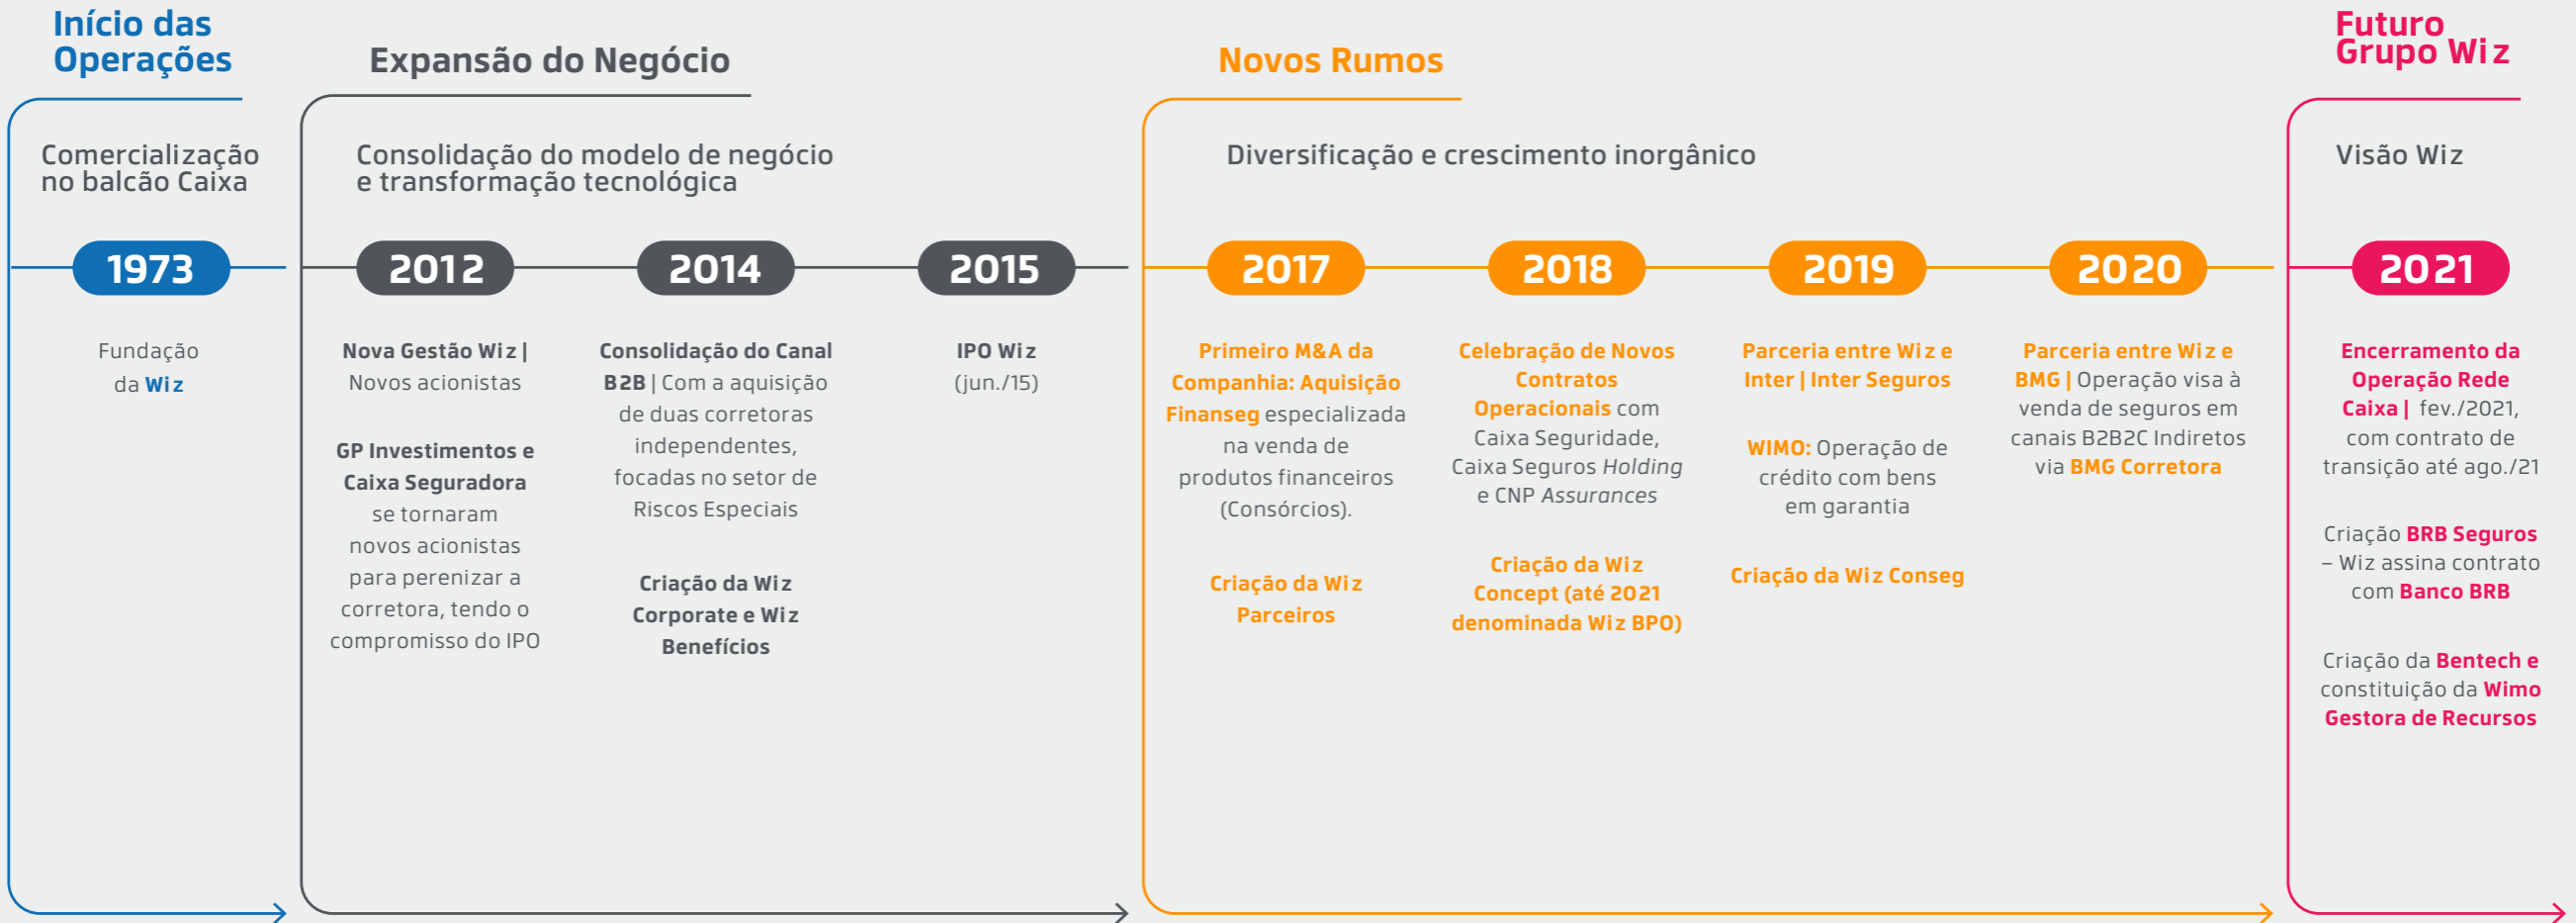 Início das
Operações
Comercialização
no balcão Caixa
1973
Fundação
da Wiz
Expansão do Negócio
Consolidação do modelo de negócio
e transformação tecnológica
2012
Nova Gestão Wiz |
Novos acionistas
GP Investimentos e
Caixa Seguradora
se tornaram
novos acionistas
para perenizar a
corretora, tendo o
compromisso do IPO
2014
Consolidação do Canal
B2B | Com a aquisição
de duas corretoras
independentes,
focadas no setor de
Riscos Especiais
Criação da Wiz
Corporate e Wiz
Benefícios
2015
IPO Wiz
(jun./15)
Novos Rumos
Diversificação e crescimento inorgânico
2017
Primeiro M&A da
Companhia: Aquisição
Finanseg especializada
na venda de
produtos financeiros
(Consórcios).
Criação da Wiz
Parceiros
2018
Celebração de Novos
Contratos
Operacionais com
Caixa Seguridade,
Caixa Seguros Holding
e CNP Assurances
Criação da Wiz
Concept (até 2021
denominada Wiz BPO)
2019
Parceria entre Wiz e
Inter | Inter Seguros
WIMO: Operação de
crédito com bens
em garantia
Criação da Wiz Conseg
2020
Parceria entre Wiz e
BMG | Operação visa à
venda de seguros em
canais B2B2C Indiretos
via BMG Corretora
Futuro
Grupo Wiz
Visão Wiz
2021
Encerramento da
Operação Rede
Caixa | fev./2021,
com contrato de
transição até ago./21
Criação BRB Seguros
– Wiz assina contrato
com Banco BRB
Criação da Bentech e
constituição da Wimo
Gestora de Recursos